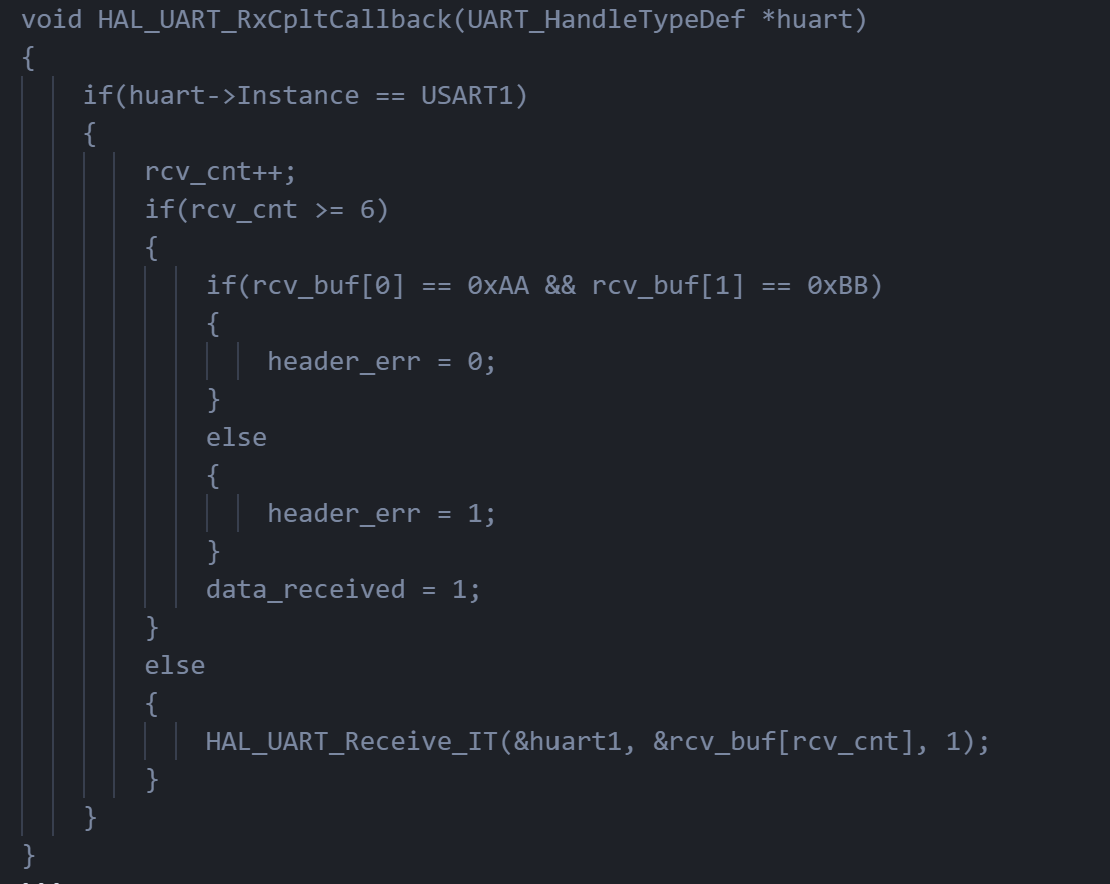 void HAL_UART_RxCpltCallback(UART_HandleTypeDef *huart)
{
    if(huart->Instance == USART1)
    {
        rcv_cnt++;
        if(rcv_cnt >= 6)
        {
            if(rcv_buf[0] == 0xAA && rcv_buf[1] == 0xBB)
            {
                header_err = 0;
            }
            else
            {
                header_err = 1;
            }
            data_received = 1;
        }
        else
        {
            HAL_UART_Receive_IT(&huart1, &rcv_buf[rcv_cnt], 1);
        }
    }
}